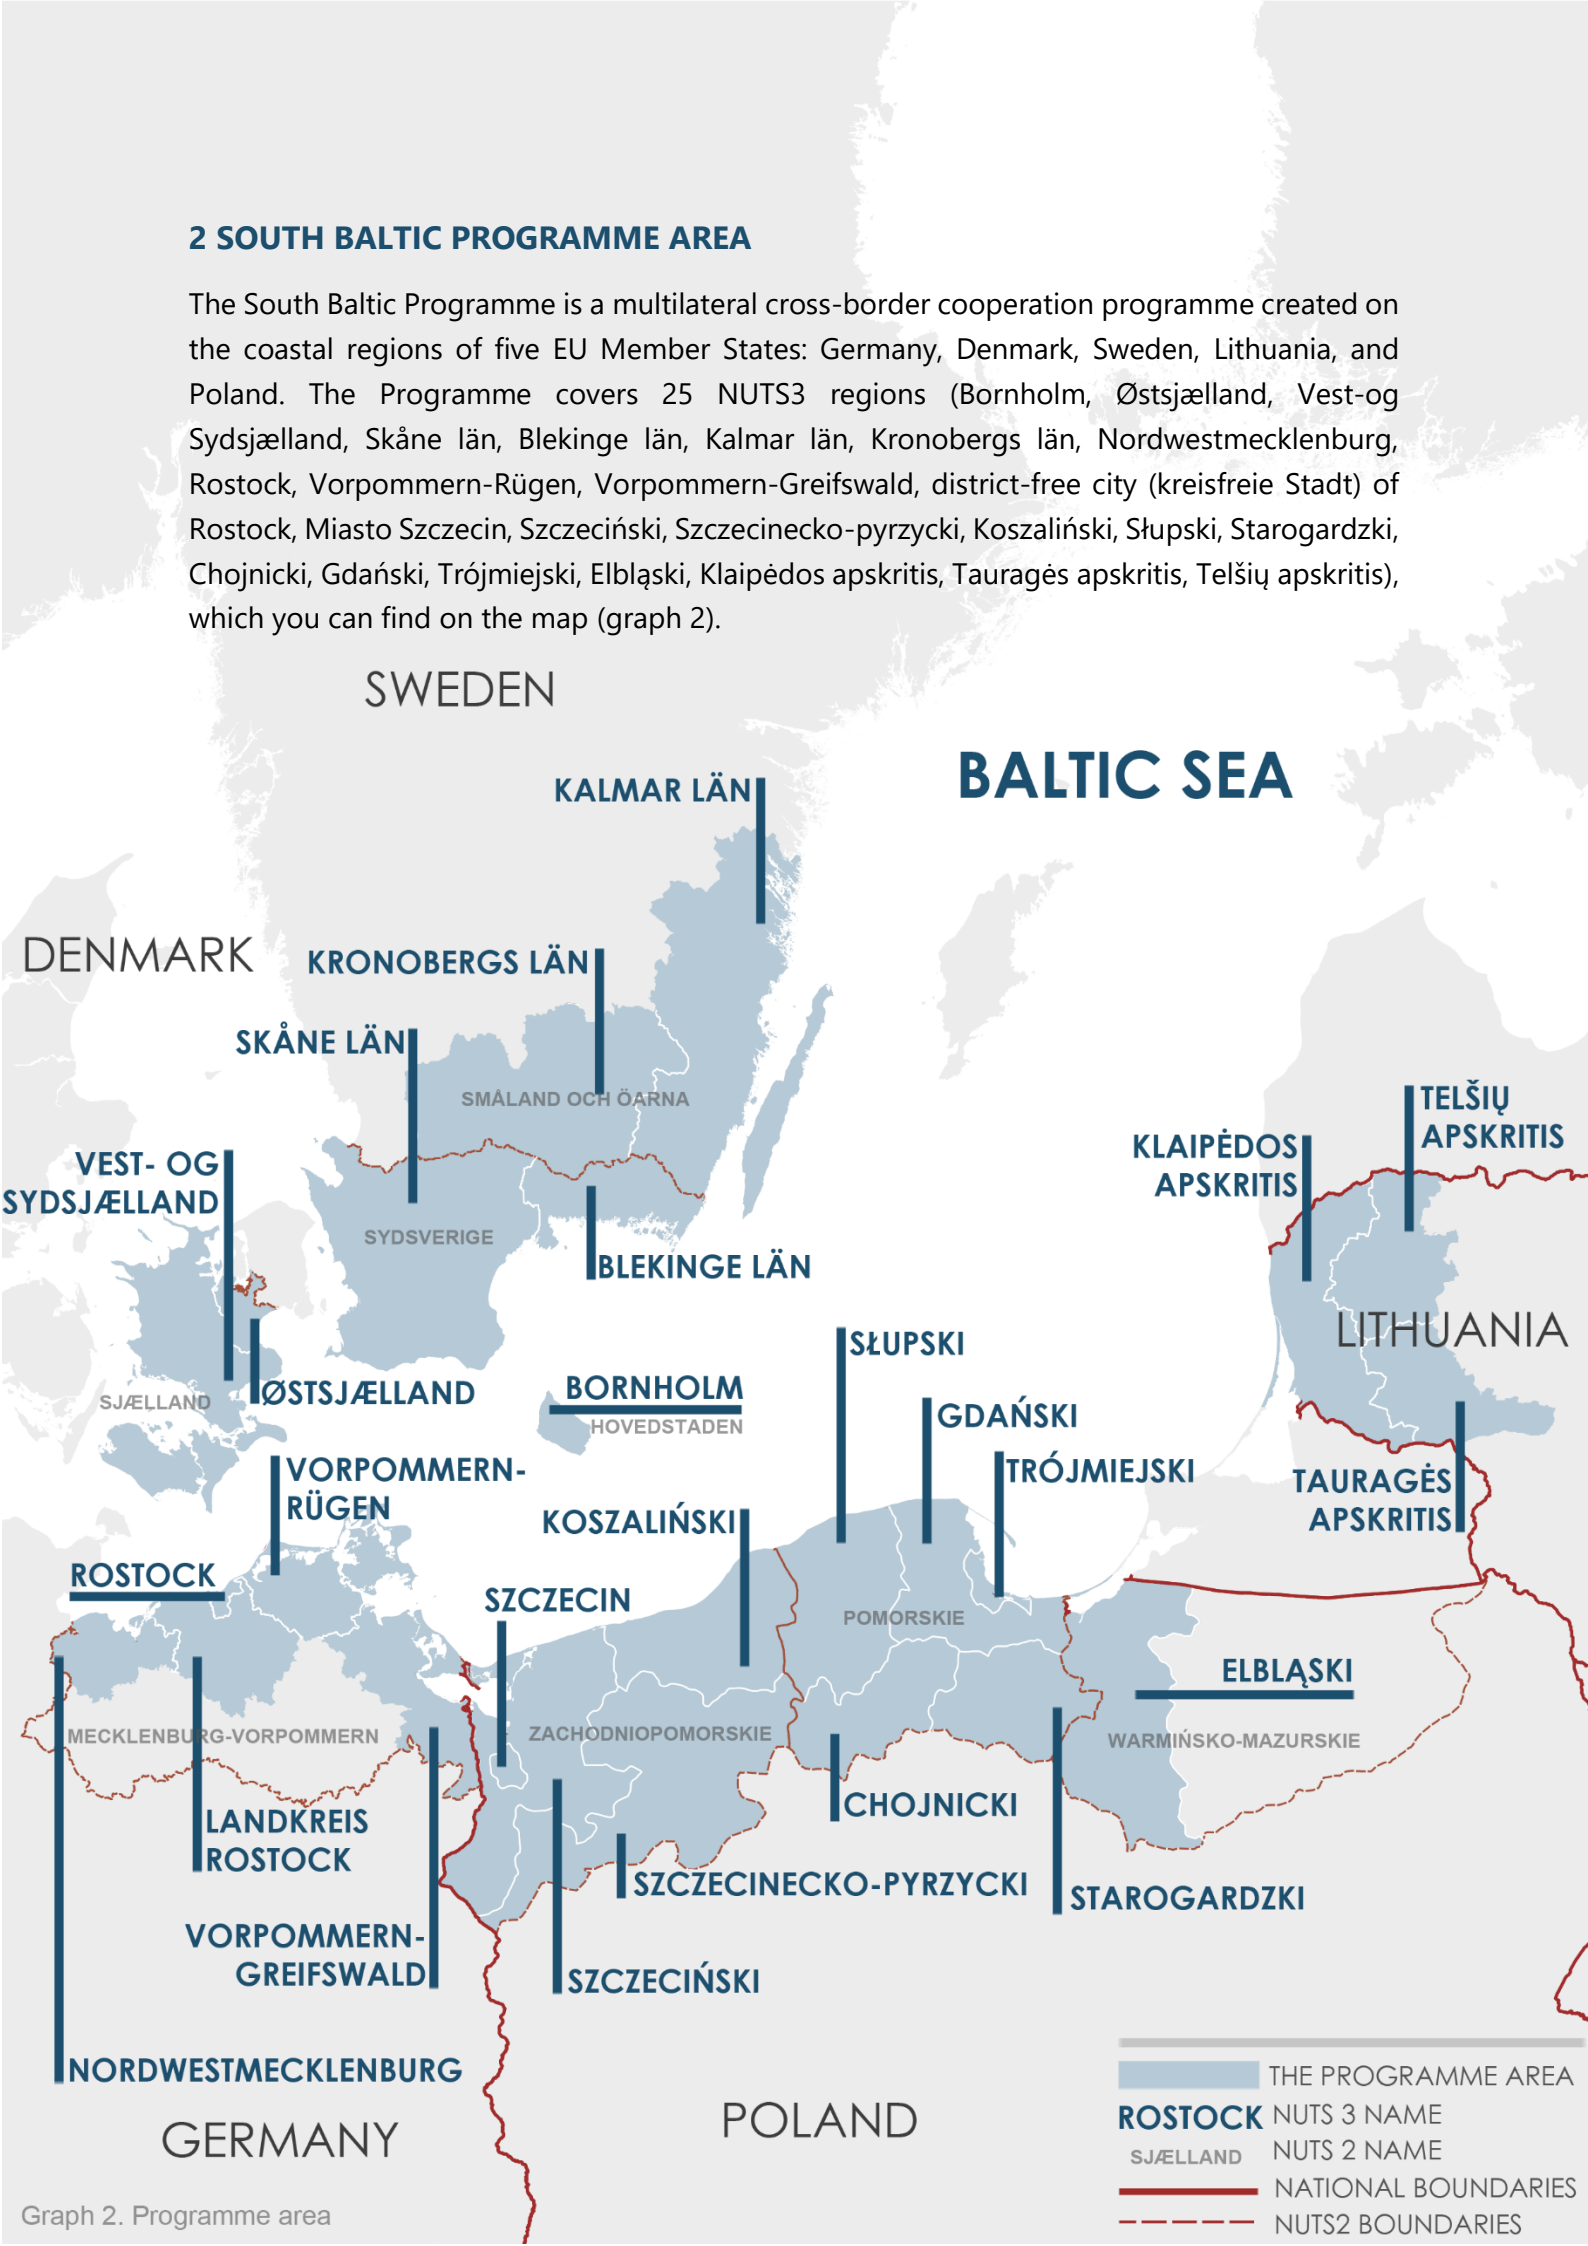 2 SOUTH BALTIC PROGRAMME AREA
The South Baltic Programme is a multilateral cross-border cooperation programme created on
the coastal regions of five EU Member States: Germany, Denmark, Sweden, Lithuania, and
Poland. The Programme covers 25 NUTS3 regions (Bornholm, Østsjælland, Vest-og
Sydsjælland, Skåne län, Blekinge län, Kalmar län, Kronobergs län, Nordwestmecklenburg,
Rostock, Vorpommern-Rügen, Vorpommern-Greifswald, district-free city (kreisfreie Stadt) of
Rostock, Miasto Szczecin, Szczeciński, Szczecinecko-pyrzycki, Koszaliński, Słupski, Starogardzki,
Chojnicki, Gdański, Trójmiejski, Elbląski, Klaipėdos apskritis, Tauragės apskritis, Telšių apskritis),
which you can find on the map (graph 2).
SWEDEN
BALTIC SEA
KALMAR LÄN
DENMARK
KRONOBERGS LÄN
SKÅNE LÄN
SMÅLAND OCH ÖARNA
TELŠIŲ
APSKRITIS
KLAIPĖDOS
APSKRITIS
VEST- OG
SYDSJÆLLAND
SYDSVERIGE
BLEKINGE LÄN
LITHUANIA
SŁUPSKI
BORNHOLM
HOVEDSTADEN
ØSTSJÆLLAND
SJÆLLAND
GDAŃSKI
TRÓJMIEJSKI
VORPOMMERN-
RÜGEN
TAURAGĖS
APSKRITIS
KOSZALIŃSKI
ROSTOCK
SZCZECIN
POMORSKIE
ELBLĄSKI
MECKLENBURG-VORPOMMERN
ZACHODNIOPOMORSKIE
WARMIŃSKO-MAZURSKIE
CHOJNICKI
LANDKREIS
ROSTOCK
SZCZECINECKO-PYRZYCKI
STAROGARDZKI
VORPOMMERN-
GREIFSWALD
SZCZECIŃSKI
NORDWESTMECKLENBURG
GERMANY
POLAND
THE PROGRAMME AREA
ROSTOCK NUTS 3 NAME
SJÆLLAND NUTS 2 NAME
NATIONAL BOUNDARIES
NUTS2 BOUNDARIES
Graph 2. Programme area